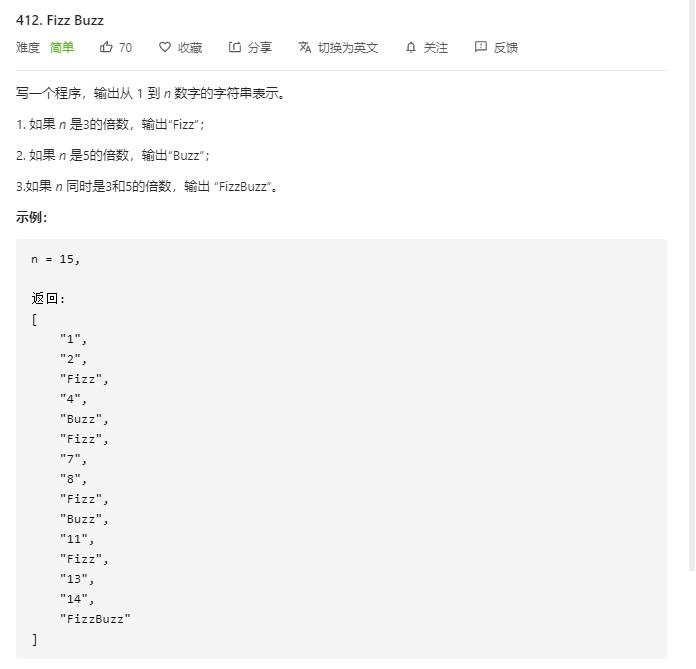 412. Fizz Buzz
难度 简单 70 收藏 分享 切换为英文 关注 反馈
写一个程序，输出从 1 到 n 数字的字符串表示。
1. 如果 n 是3的倍数，输出“Fizz”；
2. 如果 n 是5的倍数，输出“Buzz”；
3.如果 n 同时是3和5的倍数，输出 “FizzBuzz”。
示例：
n = 15,
返回:
[
    "1",
    "2",
    "Fizz",
    "4",
    "Buzz",
    "Fizz",
    "7",
    "8",
    "Fizz",
    "Buzz",
    "11",
    "Fizz",
    "13",
    "14",
    "FizzBuzz"
]